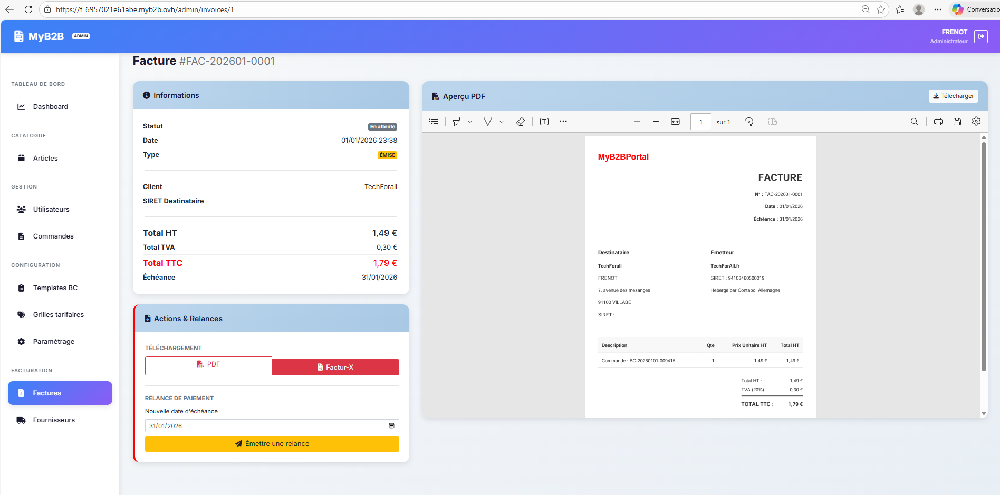 https://t_6957021e61abe.myb2b.ovh/admin/invoices/1
Conversatio
MyB2B ADMIN
FRENOT
Administrateur
TABLEAU DE BORD
Dashboard
CATALOGUE
Articles
GESTION
Utilisateurs
Commandes
CONFIGURATION
Templates BC
Grilles tarifaires
Paramétrage
FACTURATION
Factures
Fournisseurs
Facture #FAC-202601-0001
Informations
Statut En attente
Date 01/01/2026 23:38
Type ÉMISE
Client TechForall
SIRET Destinataire
Total HT 1,49 €
Total TVA 0,30 €
Total TTC 1,79 €
Échéance 31/01/2026
Actions & Relances
TÉLÉCHARGEMENT
PDF Factur-X
RELANCE DE PAIEMENT
Nouvelle date d'échéance :
31/01/2026
Émettre une relance
Aperçu PDF Télécharger
1 sur 1
MyB2BPortal
FACTURE
N° : FAC-202601-0001
Date : 01/01/2026
Échéance : 31/01/2026
Destinataire
TechForall
FRENOT
7, avenue des mesanges
91100 VILLABE
SIRET :
Émetteur
TechForAll.fr
SIRET : 94103460500019
Hébergé par Contabo, Allemagne
Description Qté Prix Unitaire HT Total HT
Commande : BC-20260101-009415 1 1,49 € 1,49 €
Total HT : 1,49 €
TVA (20%) : 0,30 €
TOTAL TTC : 1,79 €